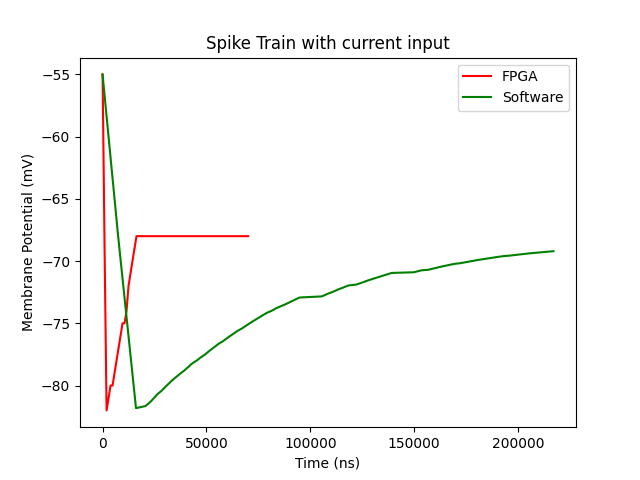 Spike Train with current input
FPGA
Software
Membrane Potential (mV)
−55
−60
−65
−70
−75
−80
0
50000
100000
150000
200000
Time (ns)